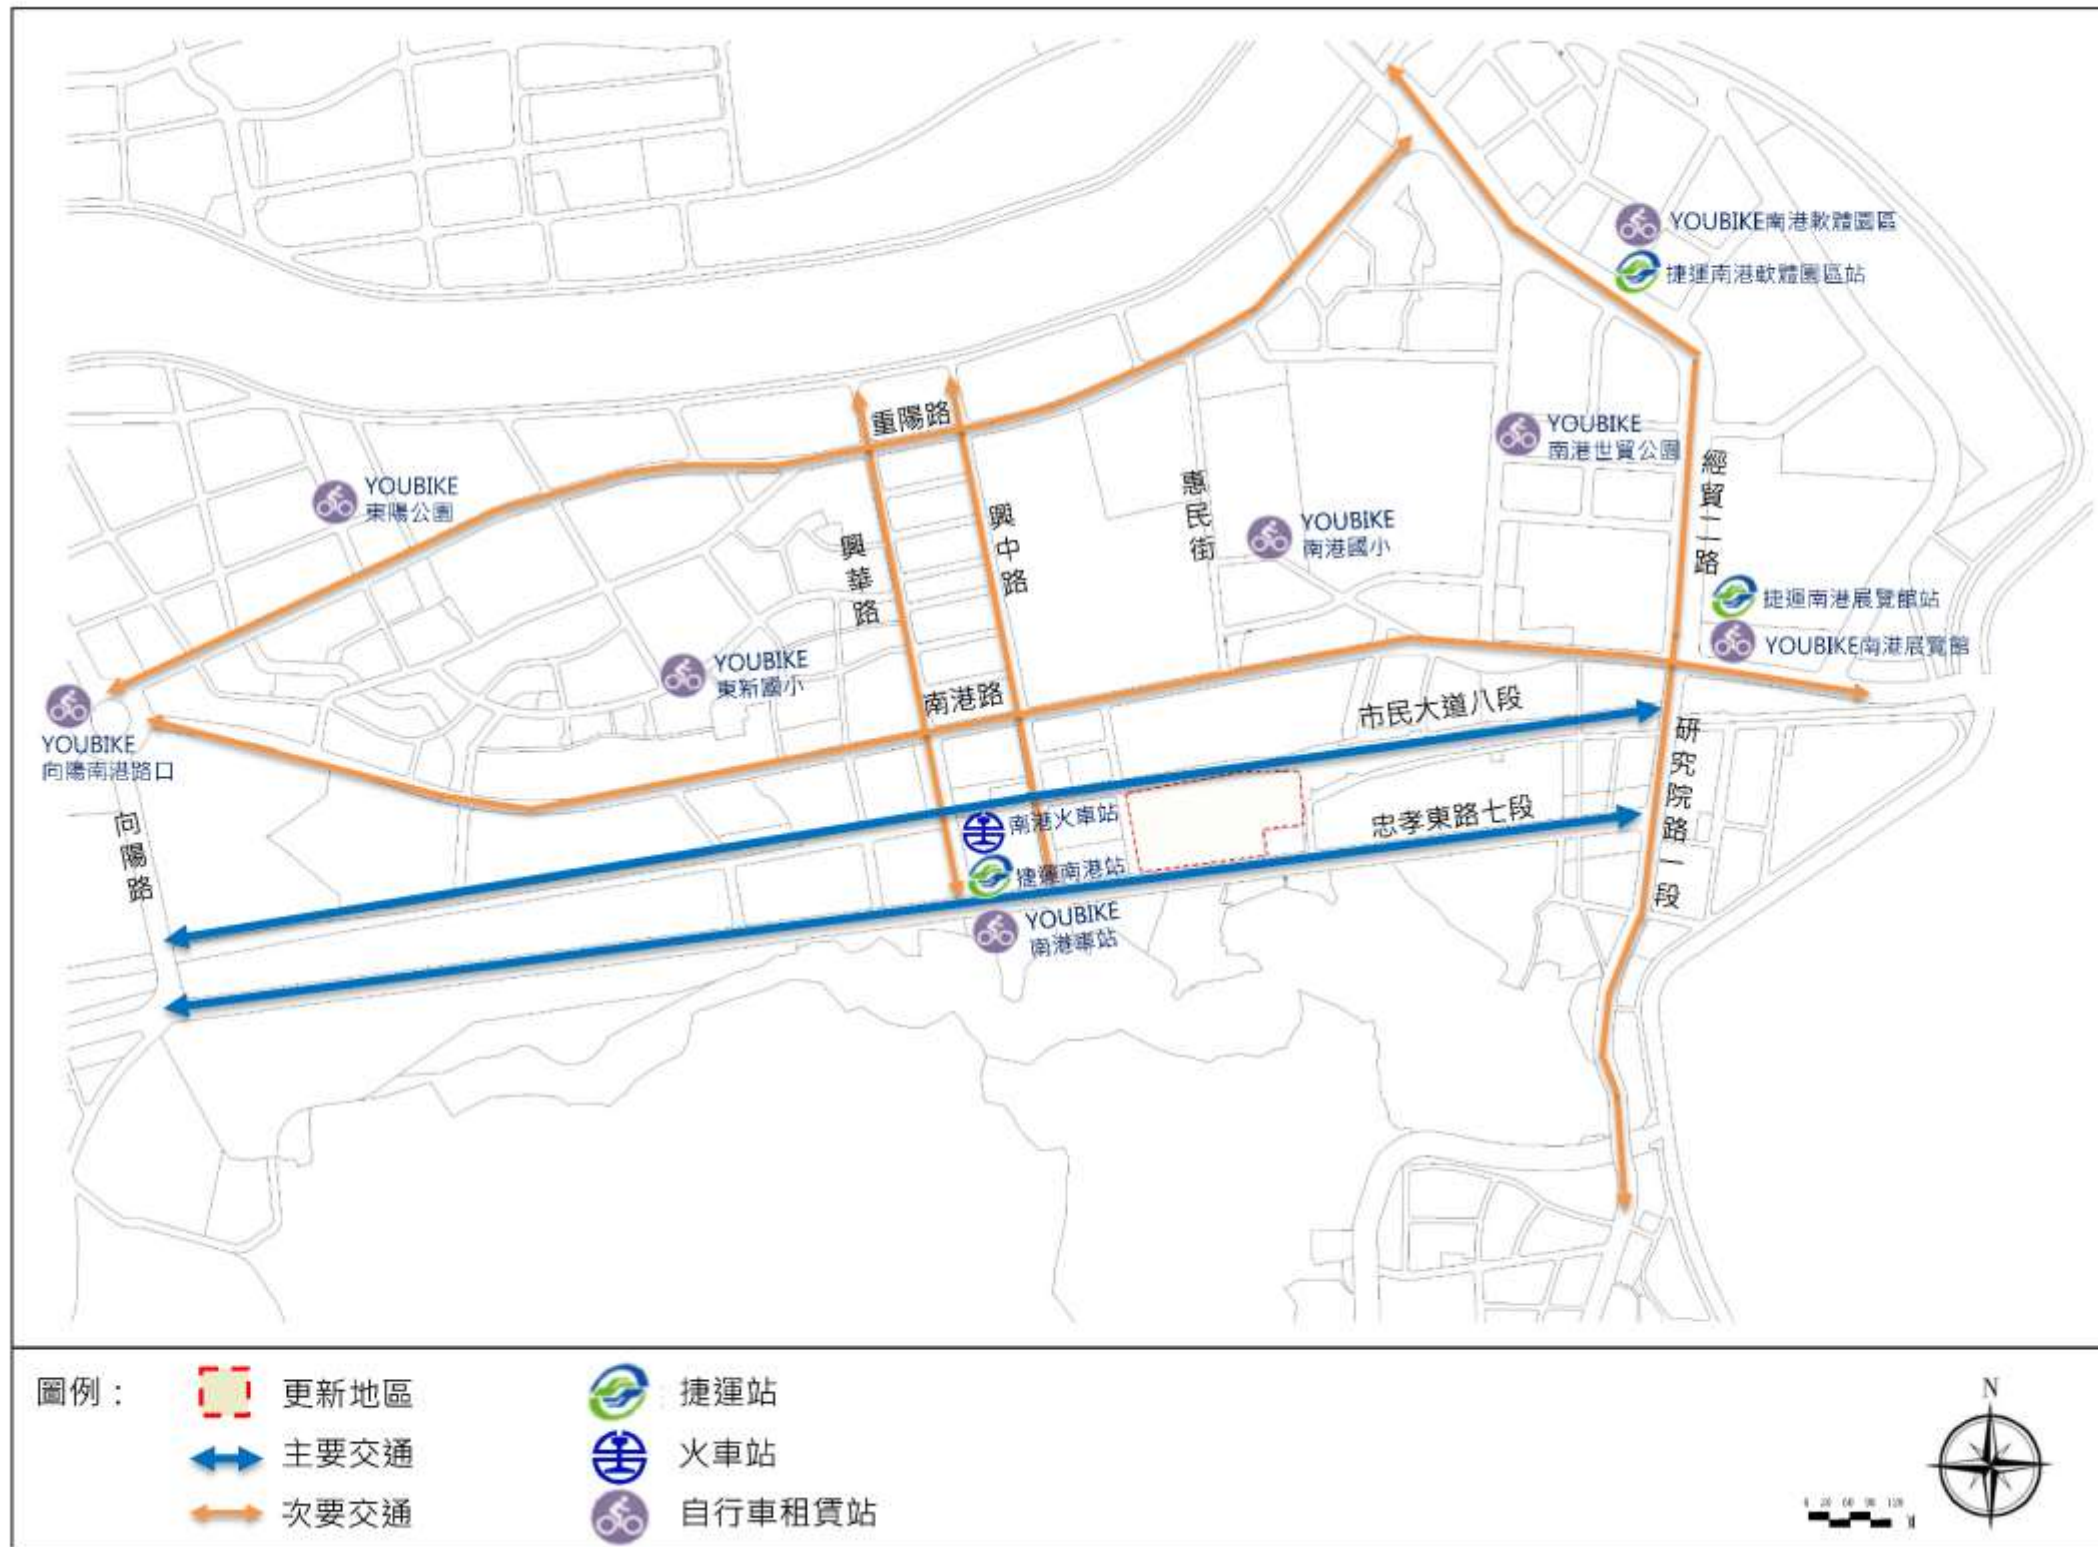 YOUBIKE南港軟體園區
捷運南港軟體園區站
重陽路
YOUBIKE
南港世貿公園
經貿二路
YOUBIKE
東陽公園
惠民街
興中路
YOUBIKE
南港國小
興華路
捷運南港展覽館站
YOUBIKE南港展覽館
YOUBIKE
東新國小
南港路
市民大道八段
YOUBIKE
向陽南港路口
研究院路一段
南港火車站
忠孝東路七段
向陽路
捷運南港站
YOUBIKE
南港車站
圖例：
更新地區
捷運站
主要交通
火車站
次要交通
自行車租賃站
N